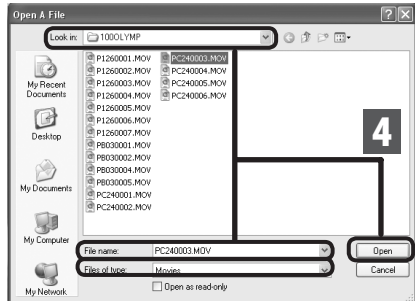 Open A File
Look in: 100OLYMP
My Recent Documents
Desktop
My Documents
My Computer
My Network
P1260001.MOV
P1260002.MOV
P1260003.MOV
P1260004.MOV
P1260005.MOV
P1260006.MOV
P1260007.MOV
PB030001.MOV
PB030002.MOV
PB030004.MOV
PB030005.MOV
PC240001.MOV
PC240002.MOV
PC240003.MOV
PC240004.MOV
PC240005.MOV
PC240006.MOV
4
File name: PC240003.MOV
Open
Files of type: Movies
Cancel
Open as read-only